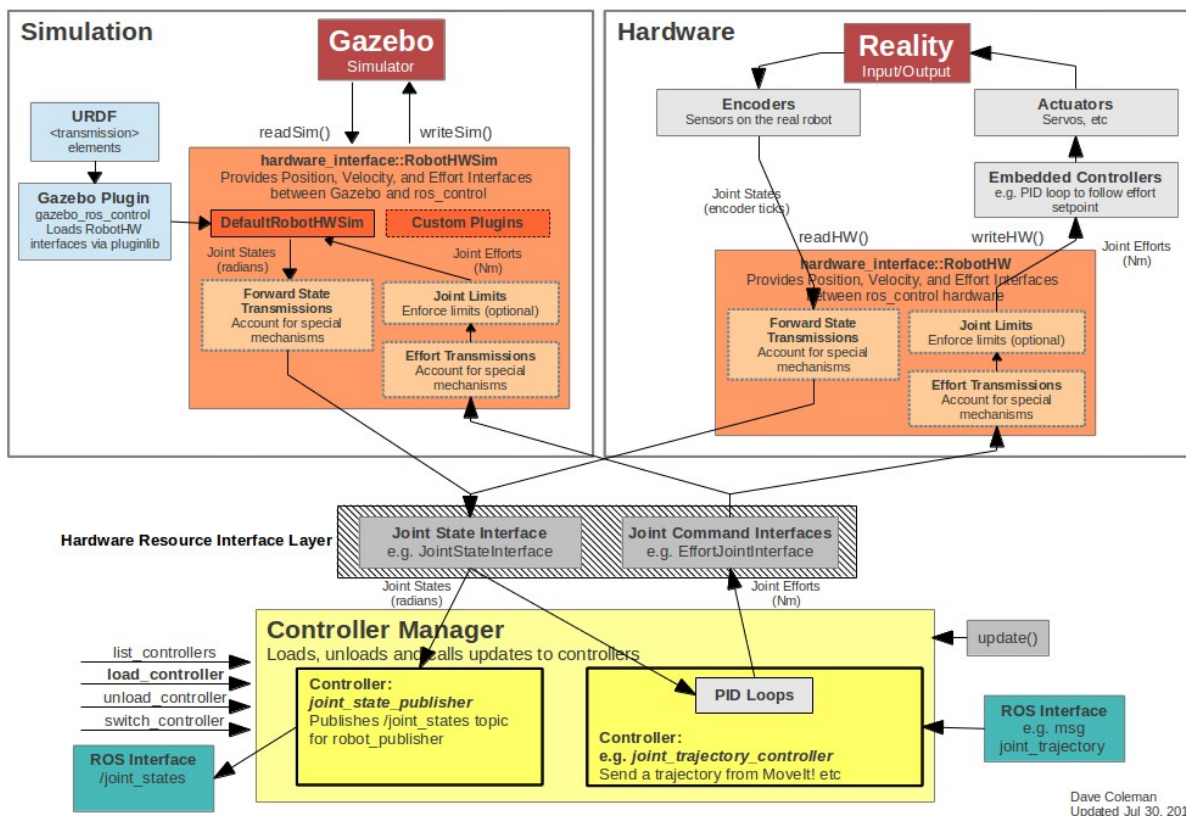 Simulation
Gazebo
Simulator
URDF
<transmission>
elements
readSim()
writeSim()
Gazebo Plugin
gazebo_ros_control
Loads RobotHW
interfaces via pluginlib
hardware_interface::RobotHWSim
Provides Position, Velocity, and Effort Interfaces
between Gazebo and ros_control
DefaultRobotHWSim
Custom Plugins
Joint States
(radians)
Joint Efforts
(Nm)
Forward State
Transmissions
Account for special
mechanisms
Joint Limits
Enforce limits (optional)
Effort Transmissions
Account for special
mechanisms
Hardware
Reality
Input/Output
Encoders
Sensors on the real robot
Actuators
Servos, etc
Embedded Controllers
e.g. PID loop to follow effort
setpoint
Joint States
(encoder ticks)
readHW()
writeHW()
Joint Efforts
(Nm)
hardware_interface::RobotHW
Provides Position, Velocity, and Effort Interfaces
between ros_control hardware
Forward State
Transmissions
Account for special
mechanisms
Joint Limits
Enforce limits (optional)
Effort Transmissions
Account for special
mechanisms
Hardware Resource Interface Layer
Joint State Interface
e.g. JointStateInterface
Joint Command Interfaces
e.g. EffortJointInterface
Joint States
(radians)
Joint Efforts
(Nm)
Controller Manager
Loads, unloads and calls updates to controllers
update()
list_controllers
load_controller
unload_controller
switch_controller
Controller:
joint_state_publisher
Publishes /joint_states topic
for robot_publisher
PID Loops
Controller:
e.g. joint_trajectory_controller
Send a trajectory from MoveIt! etc
ROS Interface
/joint_states
ROS Interface
e.g. msg
joint_trajectory
Dave Coleman
Updated Jul 30, 201